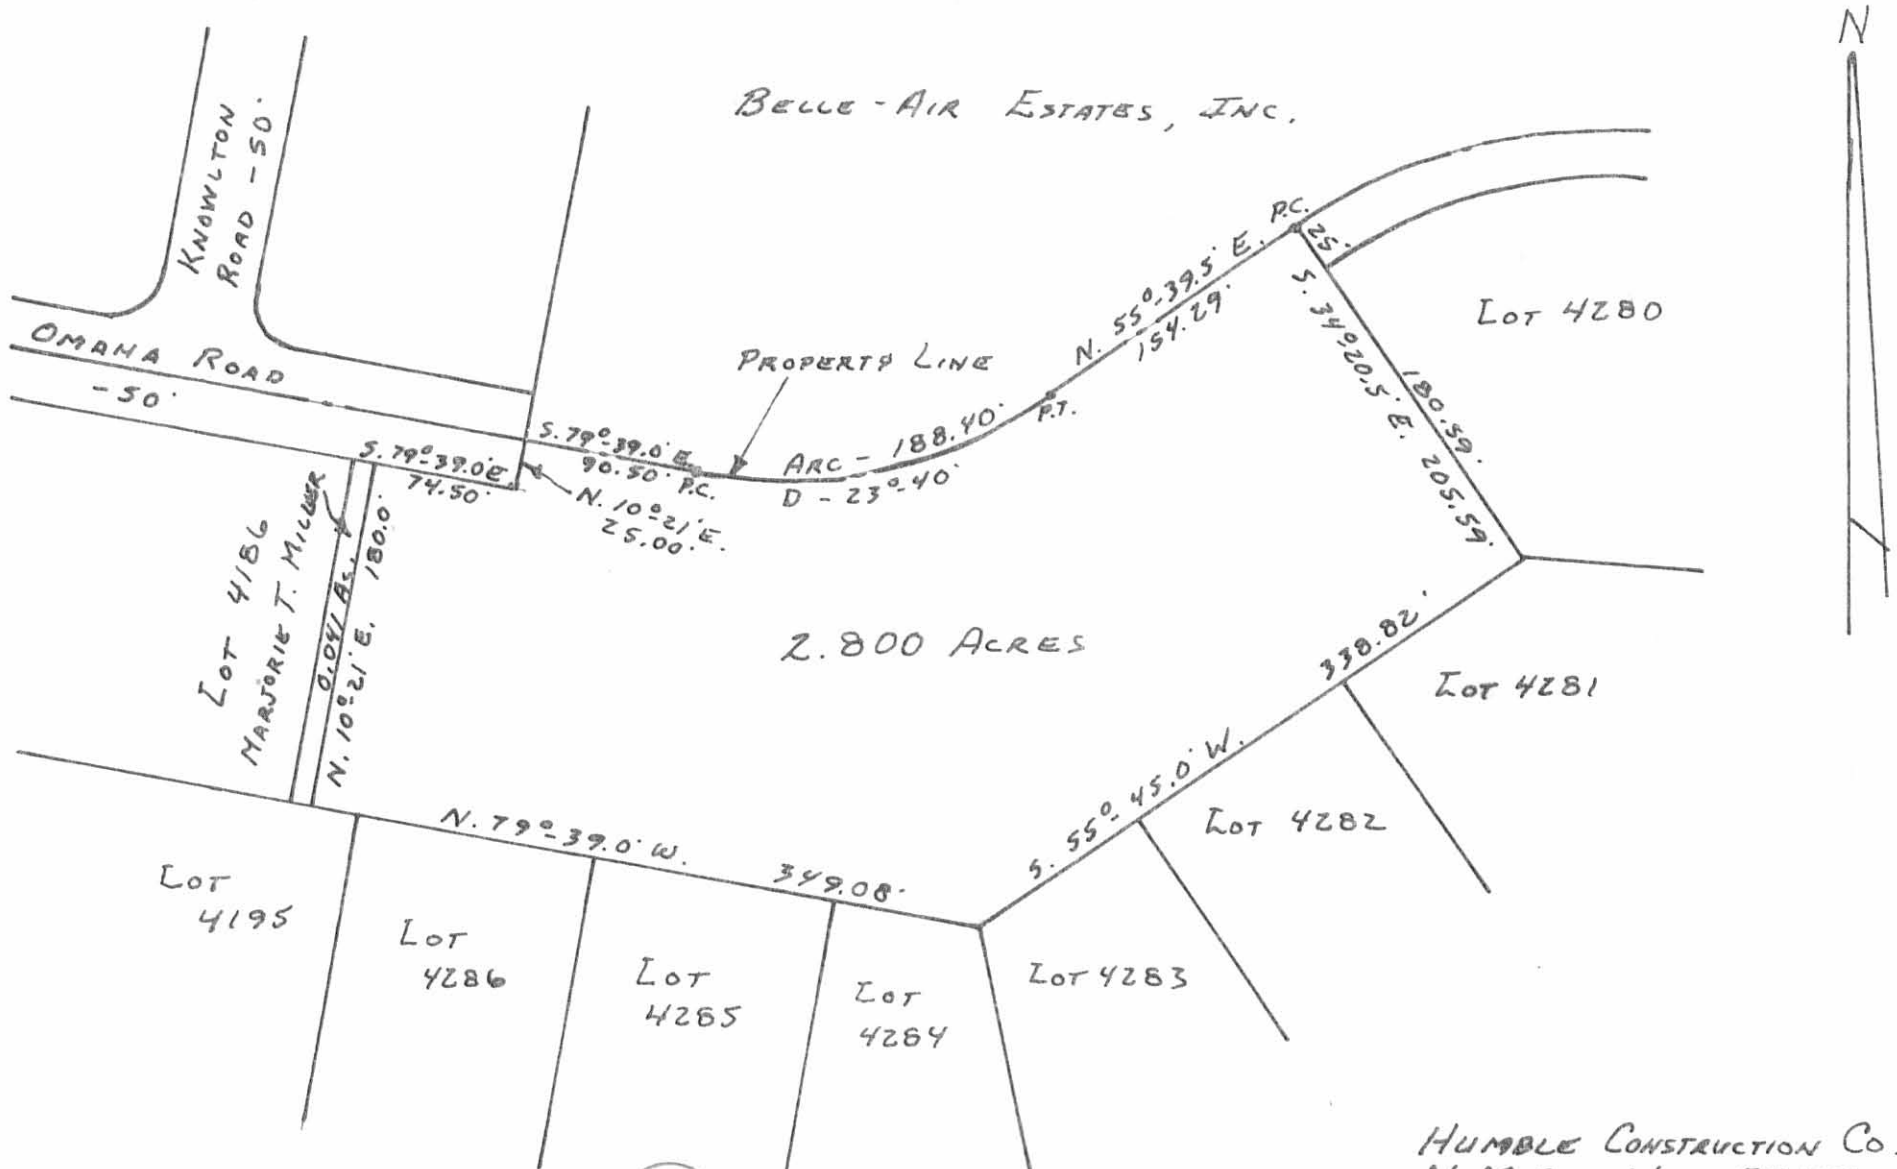 N
BELLE-AIR ESTATES, INC.
KNOWLTON
ROAD - 50'
OMAHA ROAD
- 50'
P.C.
25'
N. 55°-39.5' E.
154.29'
S. 34°20.5' E. 205.59'
180.59'
LOT 4280
PROPERTY LINE
P.T.
S. 79°-39.0' E.
90.50' P.C.
ARC - 188.40'
D - 23°-40'
S. 79°-39.0' E.
74.50'
N. 10°-21' E.
25.00'
LOT 4186
MARJORIE T. MILLER
0.041 AC.
N. 10°-21' E. 180.0'
2.800 ACRES
338.82'
S. 55°-45.0' W.
LOT 4281
LOT 4282
N. 79°-39.0' W.
349.08'
LOT
4195
LOT
4286
LOT
4285
LOT
4284
LOT 4283
HUMBLE CONSTRUCTION CO.